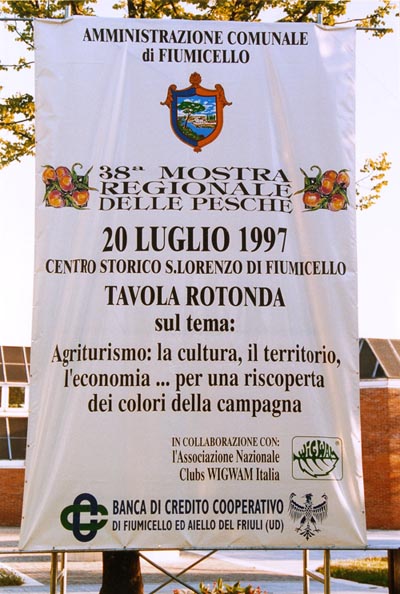 AMMINISTRAZIONE COMUNALE
di FIUMICELLO
38ª MOSTRA
REGIONALE
DELLE PESCHE
20 LUGLIO 1997
CENTRO STORICO S.LORENZO DI FIUMICELLO
TAVOLA ROTONDA
sul tema:
Agriturismo: la cultura, il territorio,
l'economia ... per una riscoperta
dei colori della campagna
IN COLLABORAZIONE CON:
l'Associazione Nazionale
Clubs WIGWAM Italia
WIGWAM
BANCA DI CREDITO COOPERATIVO
DI FIUMICELLO ED AIELLO DEL FRIULI (UD)